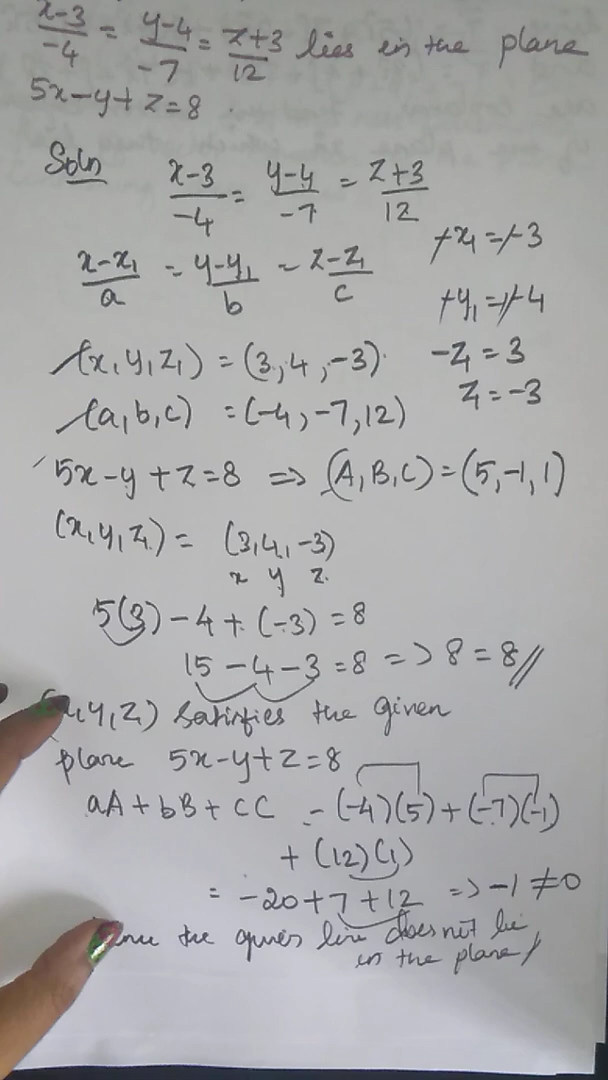 x-3/-4 = y-4/-7 = z+3/12 lies in the plane
5x-y+z=8
Soln
x-3/-4 = y-4/-7 = z+3/12
x-x₁/a = y-y₁/b = z-z₁/c
-x₁ = -3
-y₁ = -4
-z₁ = 3
z₁ = -3
(x₁ y₁ z₁) = (3, 4, -3)
(a, b, c) = (-4, -7, 12)
5x-y+z=8 => (A, B, C) = (5, -1, 1)
(x₁ y₁ z₁) = (3, 4, -3)
x y z
5(3) - 4 + (-3) = 8
15 - 4 - 3 = 8 => 8 = 8//
y₁ z₁) satisfies the given
plane 5x-y+z=8
aA + bB + cC = (-4)(5) + (-7)(-1)
+ (12)(1)
= -20 + 7 + 12 => -1 ≠ 0
the given line does not lie
in the plane/